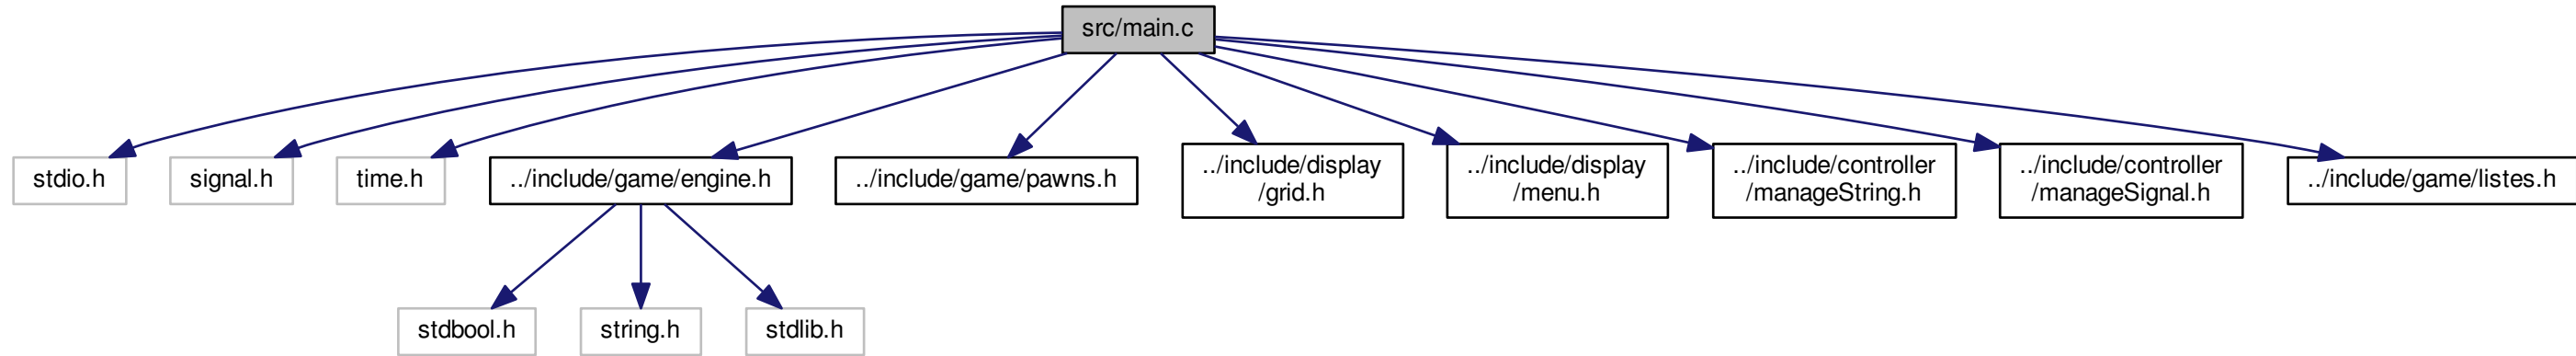 src/main.c
stdio.h
signal.h
time.h
../include/game/engine.h
../include/game/pawns.h
../include/display
/grid.h
../include/display
/menu.h
../include/controller
/manageString.h
../include/controller
/manageSignal.h
../include/game/listes.h
stdbool.h
string.h
stdlib.h